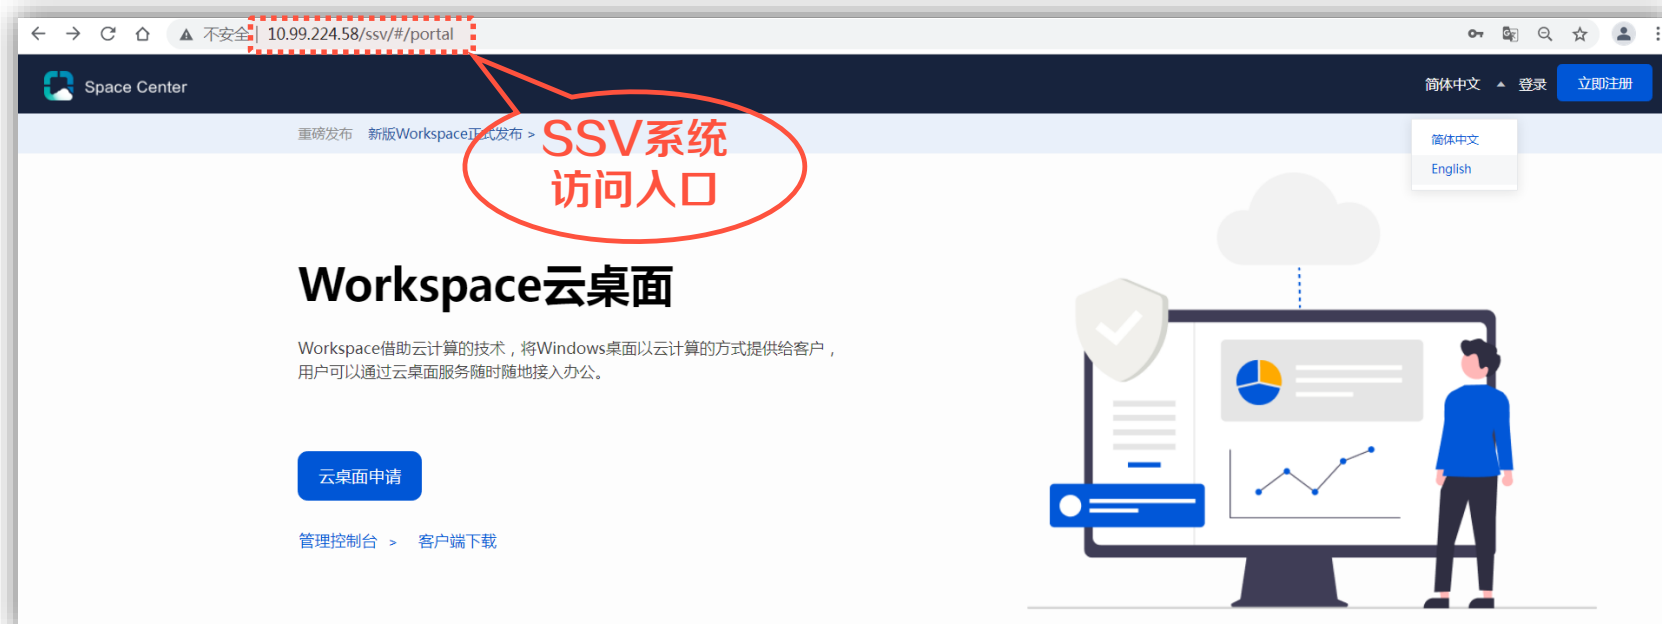 不安全 | 10.99.224.58/ssv/#/portal
Space Center
简体中文 登录 立即注册
重磅发布 新版Workspace正式发布 >
SSV系统
访问入口
简体中文
English
Workspace云桌面
Workspace借助云计算的技术，将Windows桌面以云计算的方式提供给客户，
用户可以通过云桌面服务随时随地接入办公。
云桌面申请
管理控制台 > 客户端下载